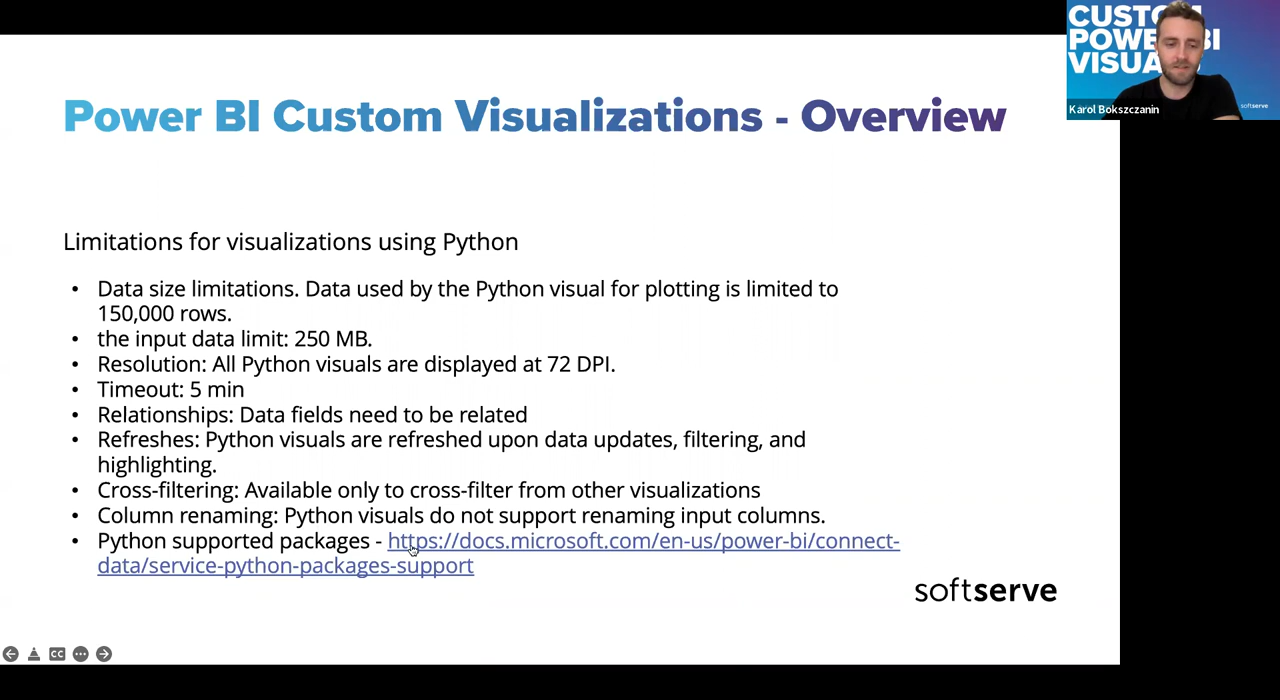 CUSTOM
POWER BI
VISUA
Karol Bokszczanin
softserve
Power BI Custom Visualizations - Overview
Limitations for visualizations using Python
• Data size limitations. Data used by the Python visual for plotting is limited to
150,000 rows.
• the input data limit: 250 MB.
• Resolution: All Python visuals are displayed at 72 DPI.
• Timeout: 5 min
• Relationships: Data fields need to be related
• Refreshes: Python visuals are refreshed upon data updates, filtering, and
highlighting.
• Cross-filtering: Available only to cross-filter from other visualizations
• Column renaming: Python visuals do not support renaming input columns.
• Python supported packages - https://docs.microsoft.com/en-us/power-bi/connect-
data/service-python-packages-support
softserve
CC